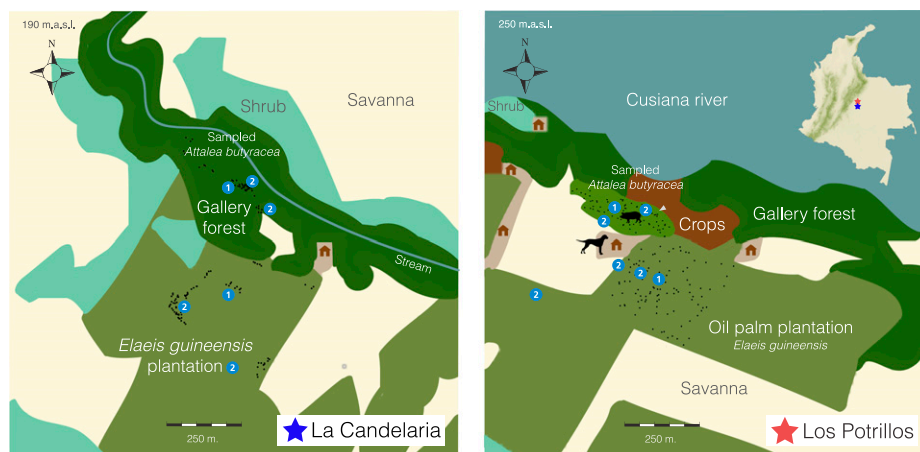 190 m.a.s.l.
N
Shrub
Savanna
Sampled
Attalea butyracea
1
2
2
Gallery
forest
Stream
1
2
Elaeis guineensis
plantation
2
250 m.
La Candelaria
250 m.a.s.l.
N
Cusiana river
Shrub
Sampled
Attalea butyracea
1
2
2
Crops
Gallery forest
2
2
1
2
Oil palm plantation
Elaeis guineensis
Savanna
250 m.
Los Potrillos